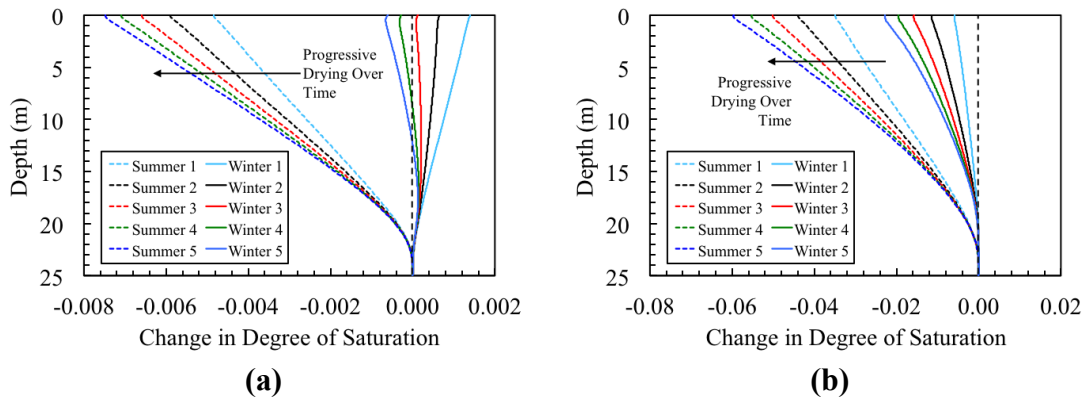 0
5
10
15
20
25
Depth (m)
Progressive
Drying Over
Time
Summer 1 Winter 1
Summer 2 Winter 2
Summer 3 Winter 3
Summer 4 Winter 4
Summer 5 Winter 5
-0.008 -0.006 -0.004 -0.002 0.000 0.002
Change in Degree of Saturation
(a)
0
5
10
15
20
25
Depth (m)
Progressive
Drying Over
Time
Summer 1 Winter 1
Summer 2 Winter 2
Summer 3 Winter 3
Summer 4 Winter 4
Summer 5 Winter 5
-0.08 -0.06 -0.04 -0.02 0.00 0.02
Change in Degree of Saturation
(b)